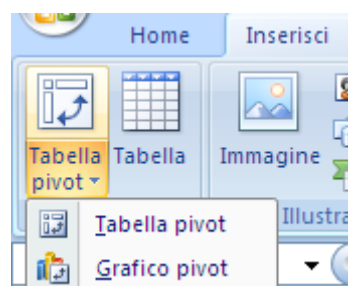 Home Inserisci
Tabella pivot Tabella Immagine
Illustra
Tabella pivot
Grafico pivot